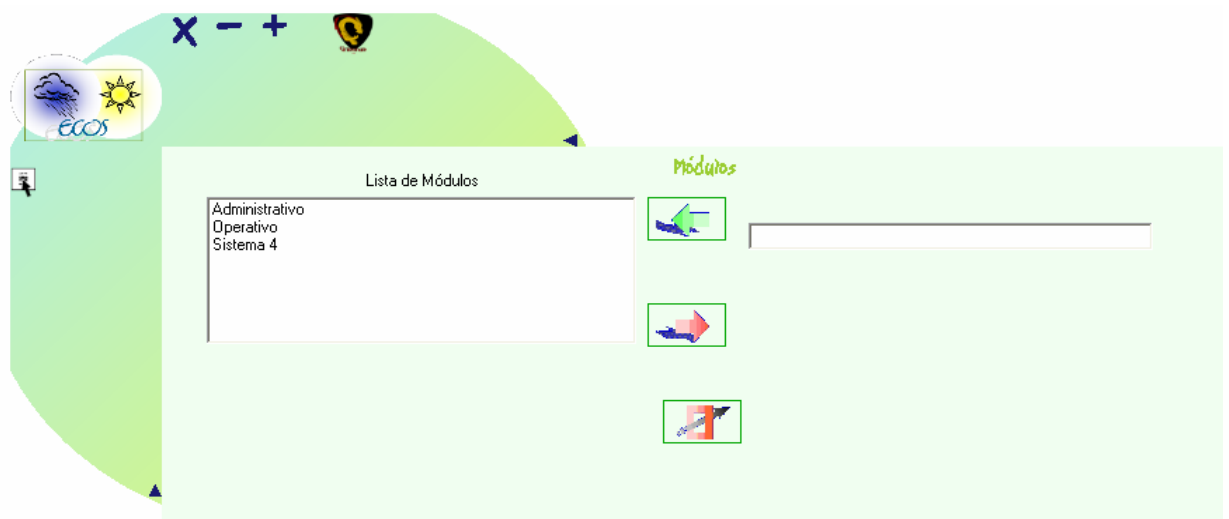 x - +
ECOS
Módulos
Lista de Módulos
Administrativo
Operativo
Sistema 4